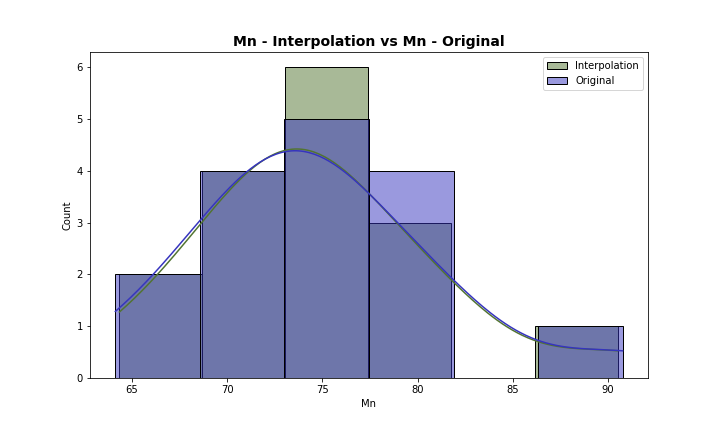 Mn - Interpolation vs Mn - Original
Interpolation
Original
6
5
4
3
2
1
0
Count
65 70 75 80 85 90
Mn